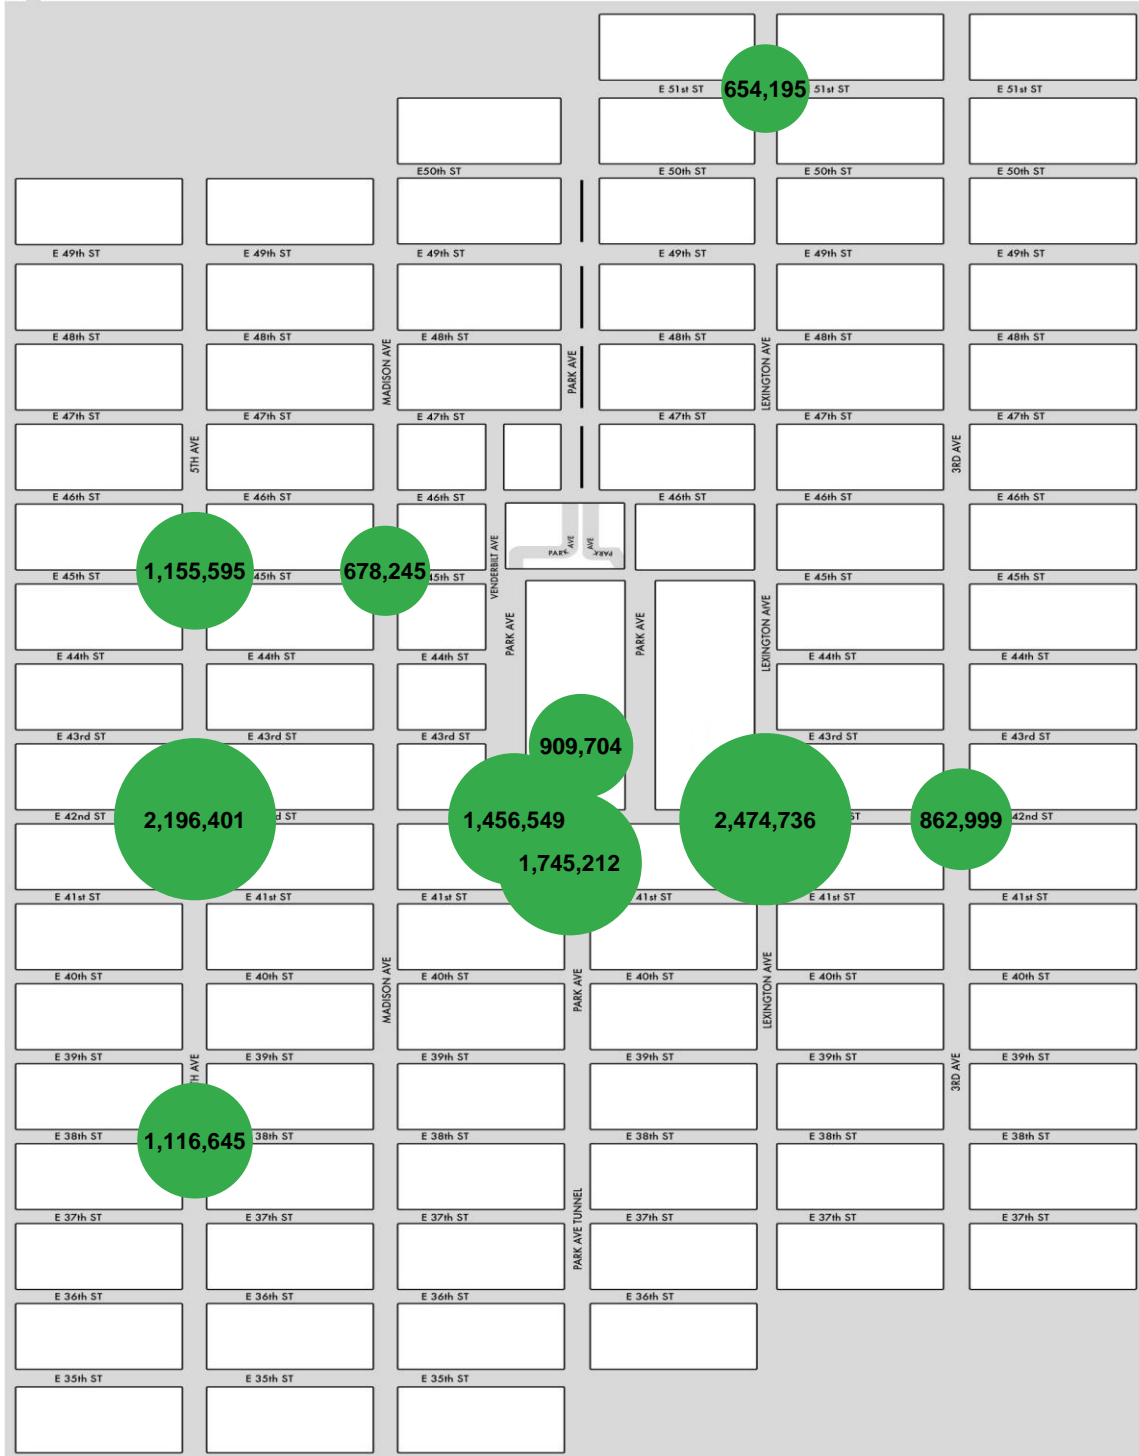 E 51st ST
654,195
51st ST
E 51st ST
E50th ST
E 50th ST
E 50th ST
E 50th ST
E 49th ST
E 49th ST
E 49th ST
E 49th ST
E 49th ST
E 49th ST
E 48th ST
E 48th ST
E 48th ST
E 48th ST
E 48th ST
E 48th ST
MADISON AVE
PARK AVE
LEXINGTON AVE
E 47th ST
E 47th ST
E 47th ST
E 47th ST
E 47th ST
E 47th ST
5TH AVE
3RD AVE
E 46th ST
E 46th ST
E 46th ST
E 46th ST
E 46th ST
E 46th ST
PARK AVE
AVE PARK
VENDERBILT AVE
1,155,595
45th ST
678,245
45th ST
E 45th ST
E 45th ST
PARK AVE
PARK AVE
LEXINGTON AIVE
E 44th ST
E 44th ST
E 44th ST
E 44th ST
E 44th ST
E 43rd ST
E 43rd ST
E 43rd ST
909,704
E 43rd ST
E 43rd ST
E 42nd ST
2,196,401
d ST
1,456,549
2,474,736
ST
862,999
42nd ST
1,745,212
E 41st ST
E 41st ST
E 41st ST
41st ST
E 41st ST
E 41st ST
MADISON AVE
PARK AVE
LEXINGTON AIVE
E 40th ST
E 40th ST
E 40th ST
E 40th ST
E 40th ST
E 40th ST
E 39th ST
E 39th ST
E 39th ST
E 39th ST
E 39th ST
E 39th ST
TH AVE
3RD AVE
E 38th ST
1,116,645
38th ST
E 38th ST
E 38th ST
E 38th ST
E 38th ST
PARK AVE TUNNEL
E 37th ST
E 37th ST
E 37th ST
E 37th ST
E 37th ST
E 37th ST
E 36th ST
E 36th ST
E 36th ST
E 36th ST
E 35th ST
E 35th ST
E 35th ST